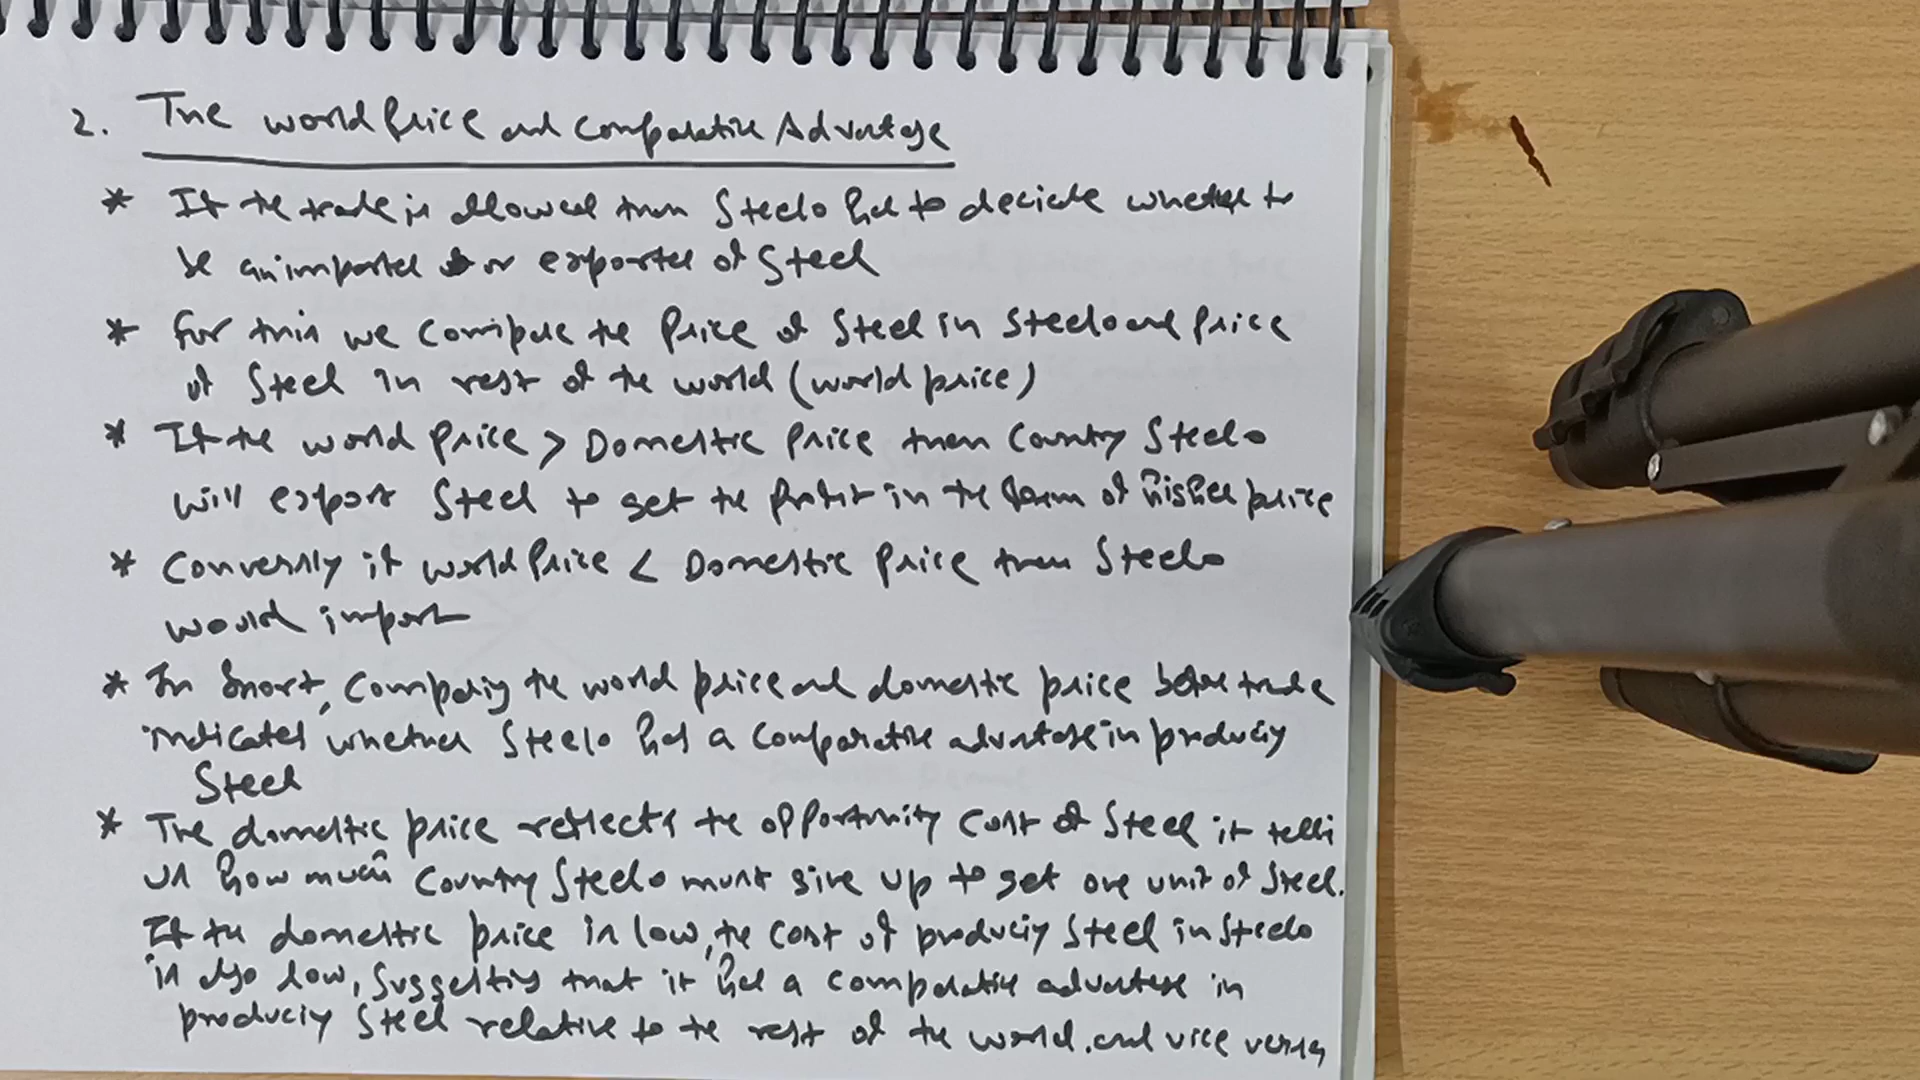 2. The world Price and Comparative Advantage
* If the trade is allowed then Steelo had to decide whether to
be an importer or exporter of Steel
* For this we compare the Price of Steel in Steelo and Price
of Steel in rest of the world (world price)
* If the world Price > Domestic Price then Country Steelo
will export Steel to get the Profit in the form of higher price
* Conversly if world Price < Domestic Price then Steelo
would import
* In Short, Comparing the world price and domestic price before trade
indicates whether Steelo has a comparative advantage in producing
Steel
* The domestic price reflects the opportunity cost of Steel it tells
us how much Country Steelo must give up to get one unit of Steel.
If the domestic price is low, the cost of producing Steel in Steelo
is also low, suggesting that it had a comparative advantage in
producing Steel relative to the rest of the world. and vice versa